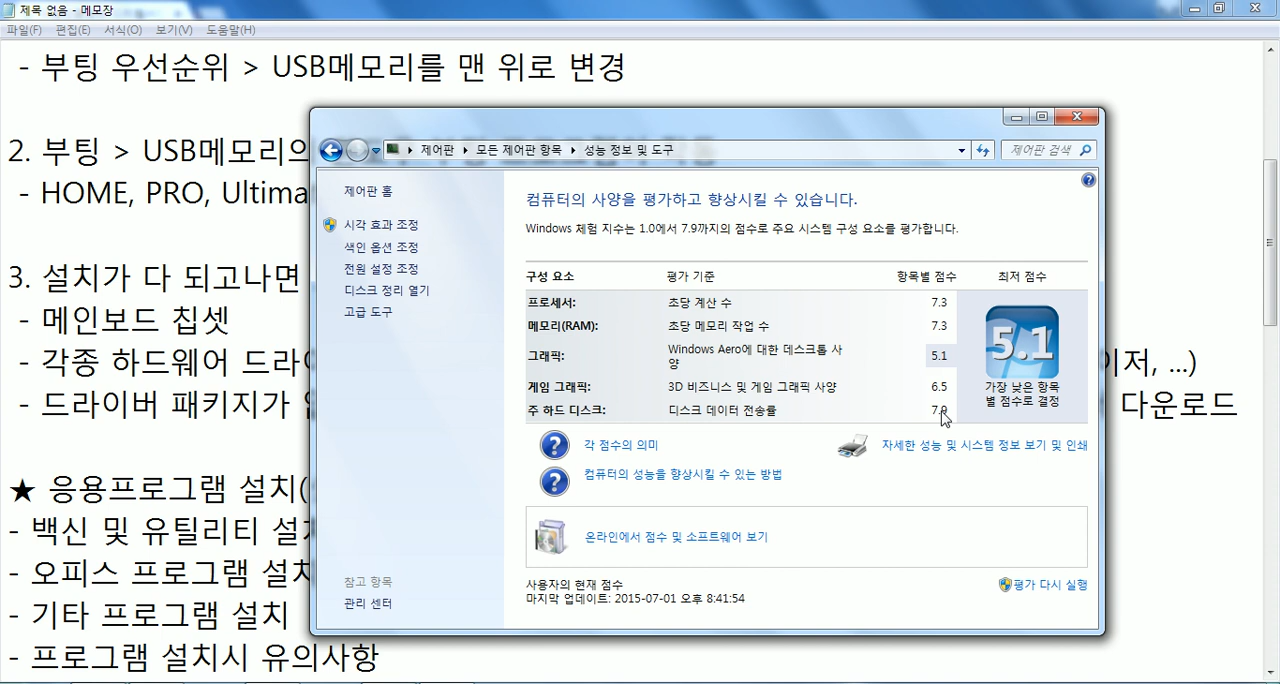 제목 없음 - 메모장
파일(F) 편집(E) 서식(O) 보기(V) 도움말(H)
- 부팅 우선순위 > USB메모리를 맨 위로 변경
2. 부팅 > USB메모리의
- HOME, PRO, Ultima
3. 설치가 다 되고나면
- 메인보드 칩셋
- 각종 하드웨어 드라이
이저, ...)
- 드라이버 패키지가
다운로드
★ 응용프로그램 설치(
- 백신 및 유틸리티 설치
- 오피스 프로그램 설치
- 기타 프로그램 설치
- 프로그램 설치시 유의사항
제어판 모든 제어판 항목 성능 정보 및 도구
제어판 검색
제어판 홈
시각 효과 조정
색인 옵션 조정
전원 설정 조정
디스크 정리 열기
고급 도구
참고 항목
관리 센터
컴퓨터의 사양을 평가하고 향상시킬 수 있습니다.
Windows 체험 지수는 1.0에서 7.9까지의 점수로 주요 시스템 구성 요소를 평가합니다.
구성 요소 평가 기준 항목별 점수 최저 점수
프로세서: 초당 계산 수 7.3
메모리(RAM): 초당 메모리 작업 수 7.3
그래픽: Windows Aero에 대한 데스크톱 사
양 5.1
게임 그래픽: 3D 비즈니스 및 게임 그래픽 사양 6.5
주 하드 디스크: 디스크 데이터 전송률 7.9
5.1
가장 낮은 항목
별 점수로 결정
각 점수의 의미
자세한 성능 및 시스템 정보 보기 및 인쇄
컴퓨터의 성능을 향상시킬 수 있는 방법
온라인에서 점수 및 소프트웨어 보기
사용자의 현재 점수
마지막 업데이트: 2015-07-01 오후 8:41:54
평가 다시 실행